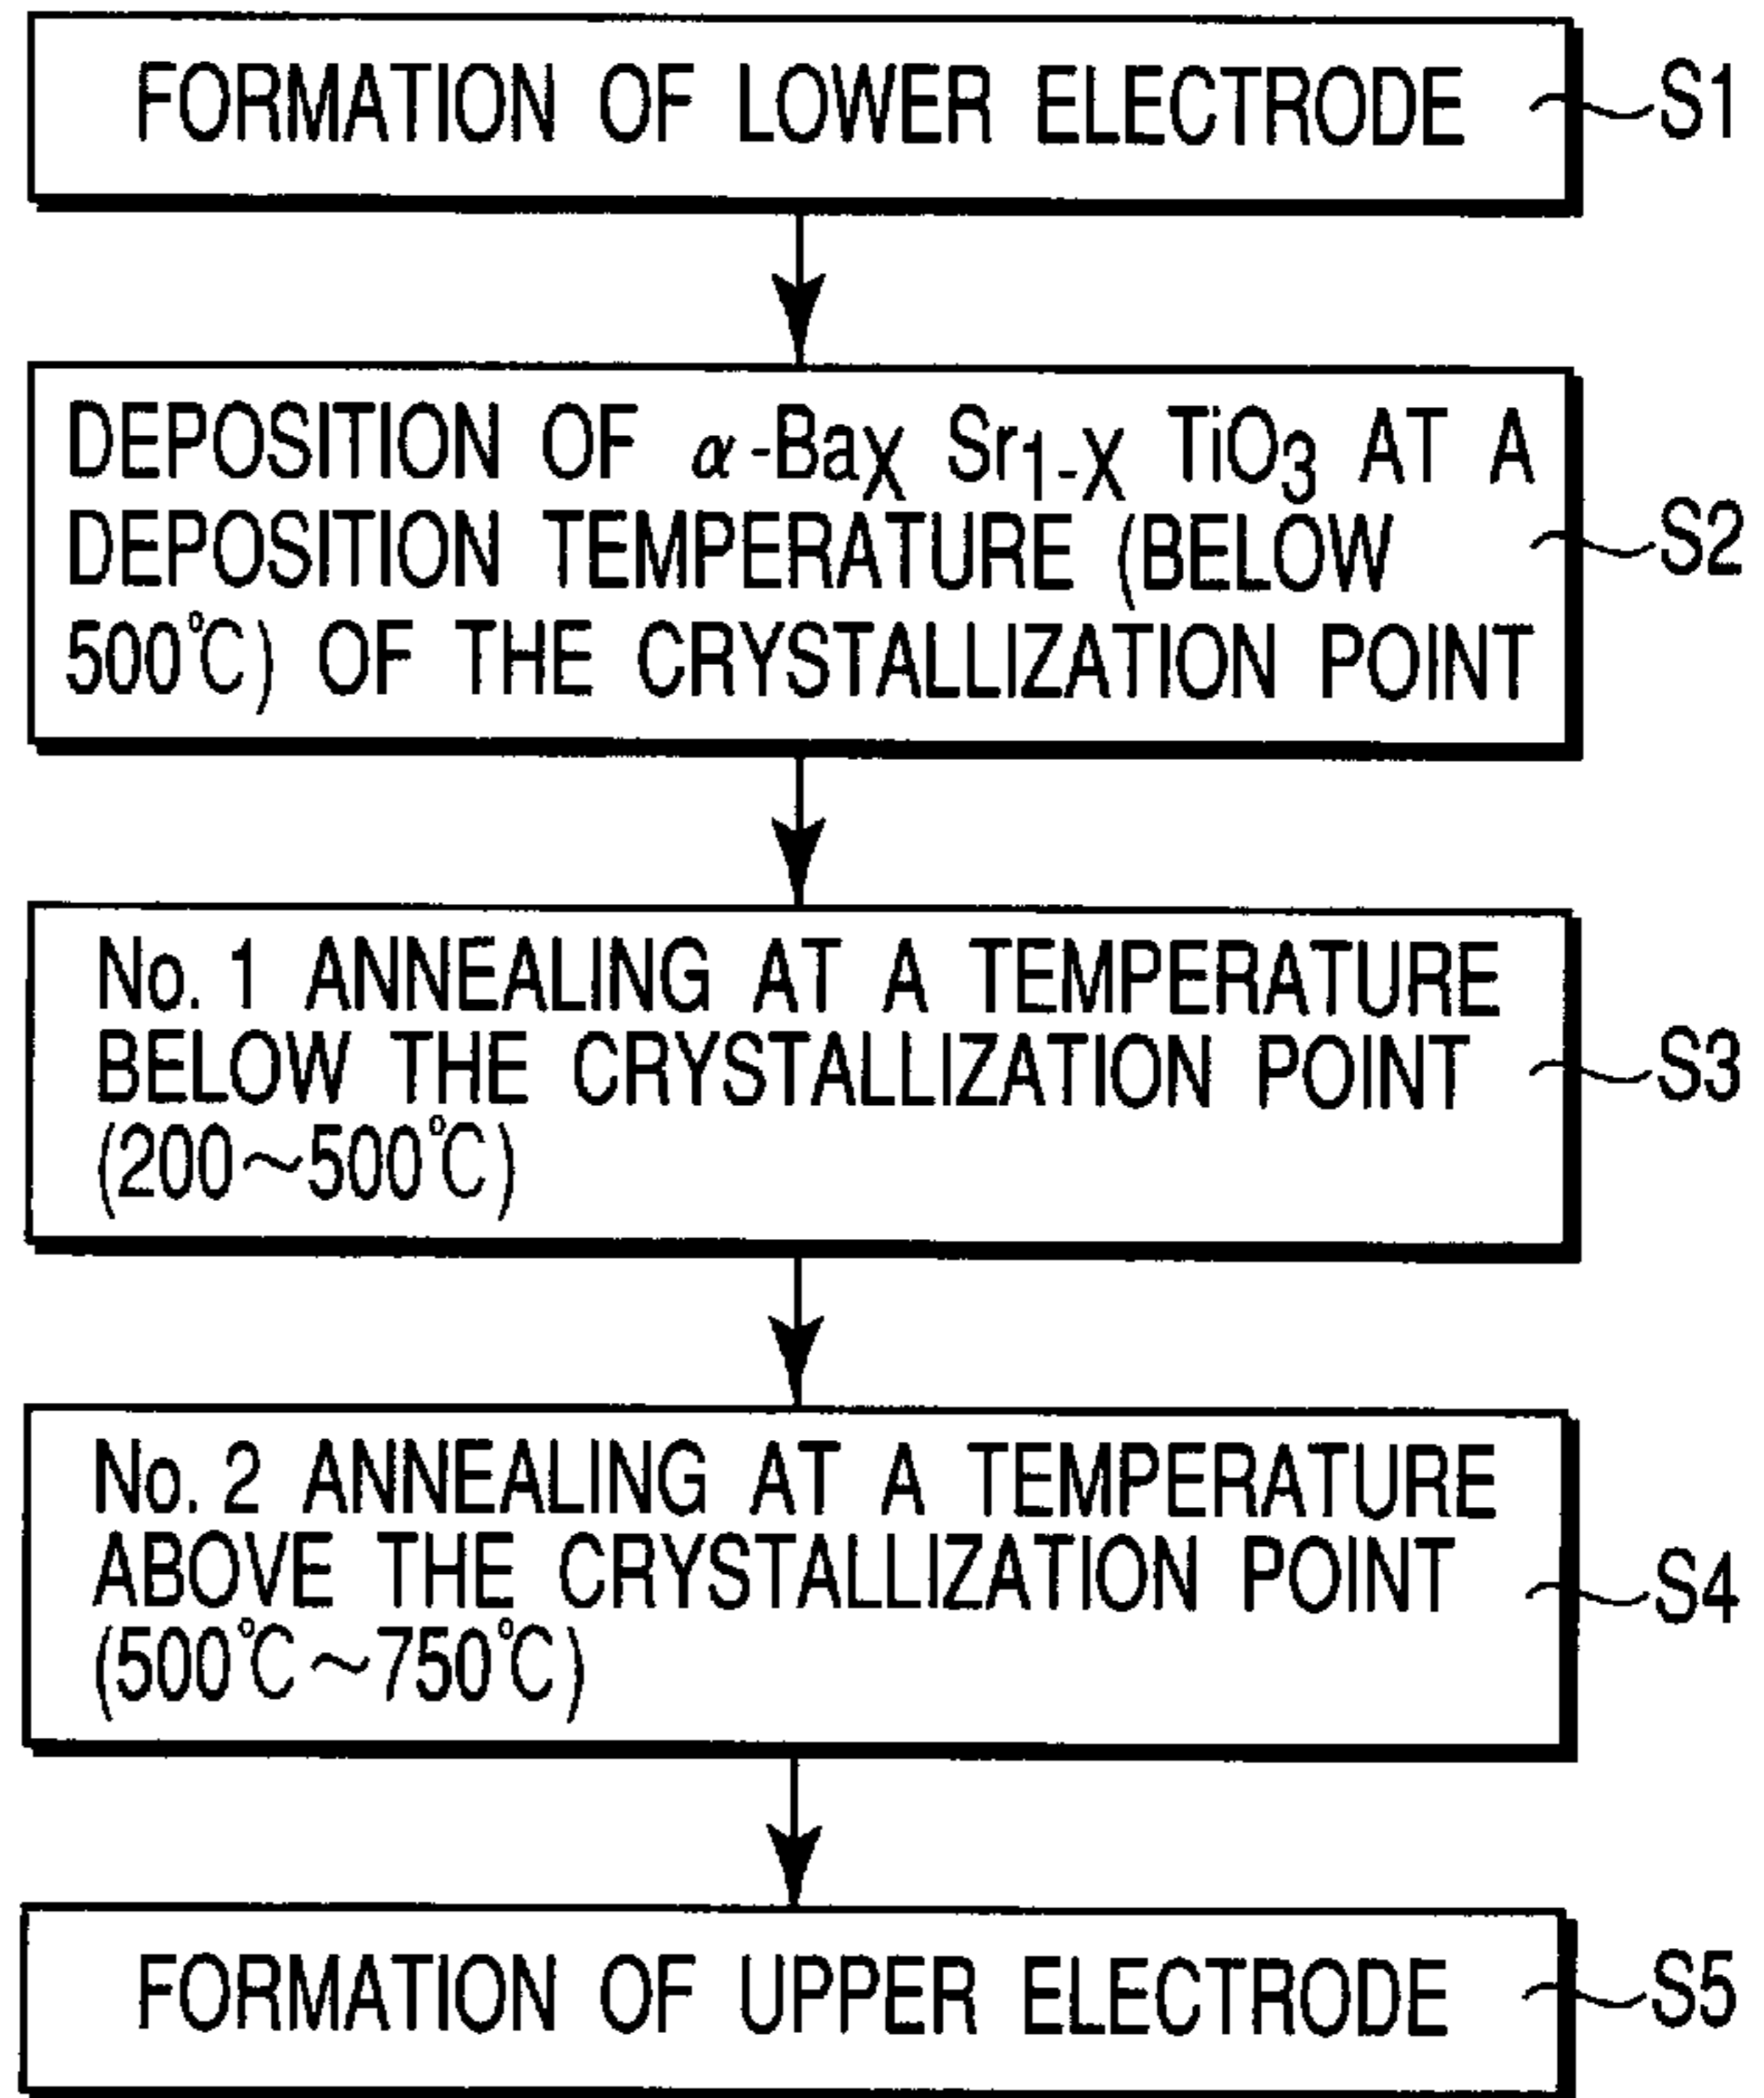 FORMATION OF LOWER ELECTRODE S1
DEPOSITION OF α-BaX Sr1-X TiO3 AT A
DEPOSITION TEMPERATURE (BELOW S2
500°C) OF THE CRYSTALLIZATION POINT
No. 1 ANNEALING AT A TEMPERATURE
BELOW THE CRYSTALLIZATION POINT S3
(200~500°C)
No. 2 ANNEALING AT A TEMPERATURE
ABOVE THE CRYSTALLIZATION POINT S4
(500°C~750°C)
FORMATION OF UPPER ELECTRODE S5